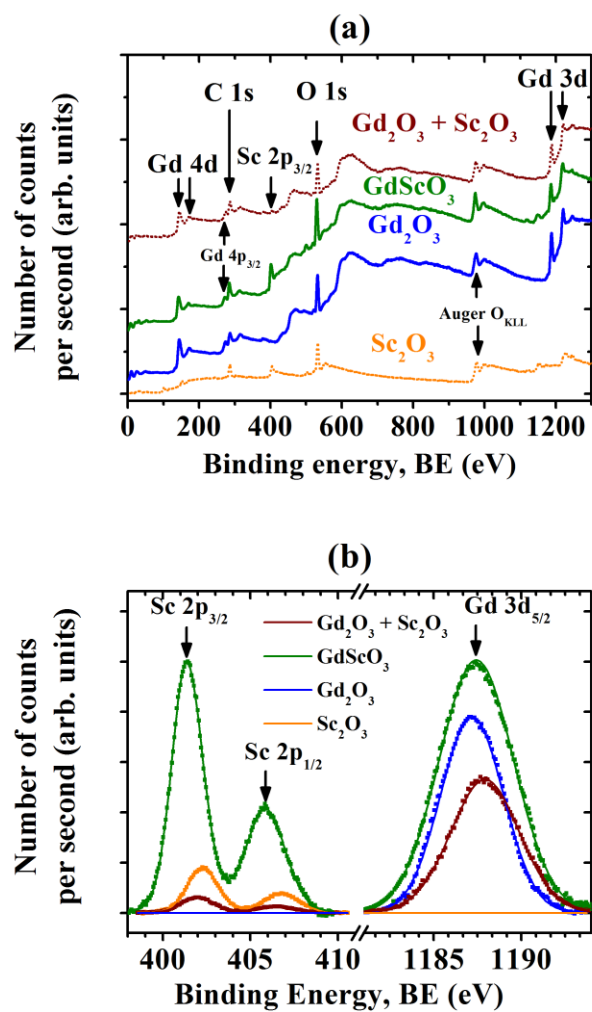 (a)
Gd 3d
C 1s
O 1s
Gd₂O₃ + Sc₂O₃
Gd 4d
Sc 2p₃/₂
GdScO₃
Gd 4p₃/₂
Gd₂O₃
Auger O_KLL
Sc₂O₃
Number of counts
per second (arb. units)
0 200 400 600 800 1000 1200
Binding energy, BE (eV)
(b)
Sc 2p₃/₂
Gd 3d₅/₂
Gd₂O₃ + Sc₂O₃
GdScO₃
Gd₂O₃
Sc₂O₃
Sc 2p₁/₂
Number of counts
per second (arb. units)
400 405 410 1185 1190
Binding Energy, BE (eV)